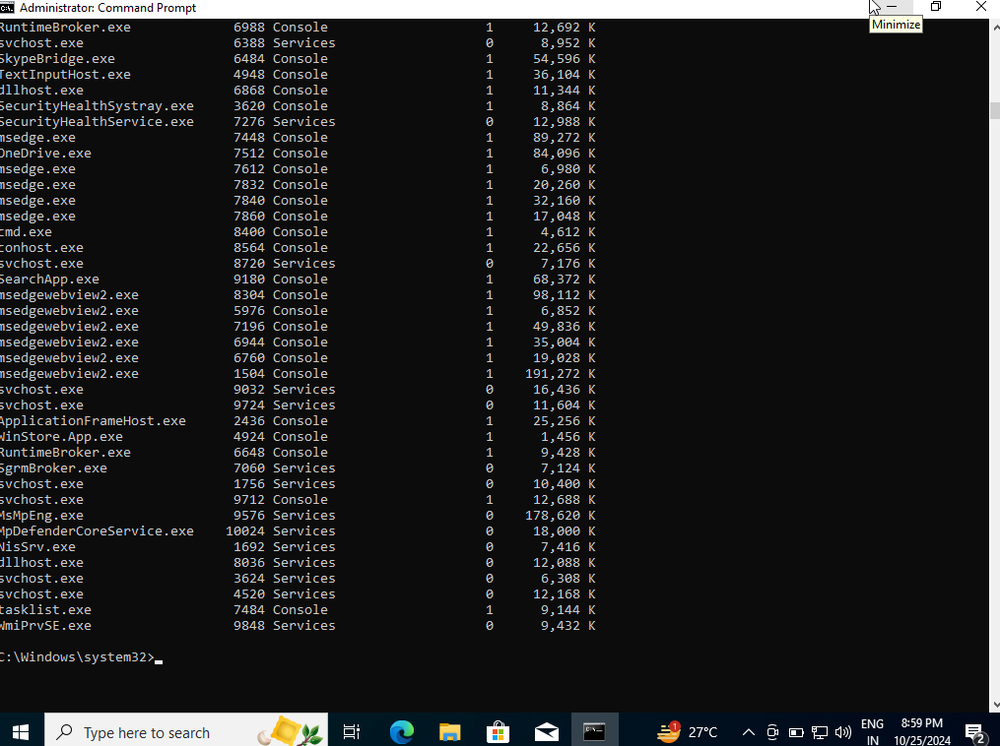 Administrator: Command Prompt
Minimize
RuntimeBroker.exe 6988 Console 1 12,692 K
svchost.exe 6388 Services 0 8,952 K
SkypeBridge.exe 6484 Console 1 54,596 K
TextInputHost.exe 4948 Console 1 36,104 K
dllhost.exe 6868 Console 1 11,344 K
SecurityHealthSystray.exe 3620 Console 1 8,864 K
SecurityHealthService.exe 7276 Services 0 12,988 K
msedge.exe 7448 Console 1 89,272 K
OneDrive.exe 7512 Console 1 84,096 K
msedge.exe 7612 Console 1 6,980 K
msedge.exe 7832 Console 1 20,260 K
msedge.exe 7840 Console 1 32,160 K
msedge.exe 7860 Console 1 17,048 K
cmd.exe 8400 Console 1 4,612 K
conhost.exe 8564 Console 1 22,656 K
svchost.exe 8720 Services 0 7,176 K
SearchApp.exe 9180 Console 1 68,372 K
msedgewebview2.exe 8304 Console 1 98,112 K
msedgewebview2.exe 5976 Console 1 6,852 K
msedgewebview2.exe 7196 Console 1 49,836 K
msedgewebview2.exe 6944 Console 1 35,004 K
msedgewebview2.exe 6760 Console 1 19,028 K
msedgewebview2.exe 1504 Console 1 191,272 K
svchost.exe 9032 Services 0 16,436 K
svchost.exe 9724 Services 0 11,604 K
ApplicationFrameHost.exe 2436 Console 1 25,256 K
WinStore.App.exe 4924 Console 1 1,456 K
RuntimeBroker.exe 6648 Console 1 9,428 K
SgrmBroker.exe 7060 Services 0 7,124 K
svchost.exe 1756 Services 0 10,400 K
svchost.exe 9712 Console 1 12,688 K
MsMpEng.exe 9576 Services 0 178,620 K
MpDefenderCoreService.exe 10024 Services 0 18,000 K
NisSrv.exe 1692 Services 0 7,416 K
dllhost.exe 8036 Services 0 12,088 K
svchost.exe 3624 Services 0 6,308 K
svchost.exe 4520 Services 0 12,168 K
tasklist.exe 7484 Console 1 9,144 K
WmiPrvSE.exe 9848 Services 0 9,432 K
C:\Windows\system32>
Type here to search
1
27°C
ENG
IN
8:59 PM
10/25/2024
2